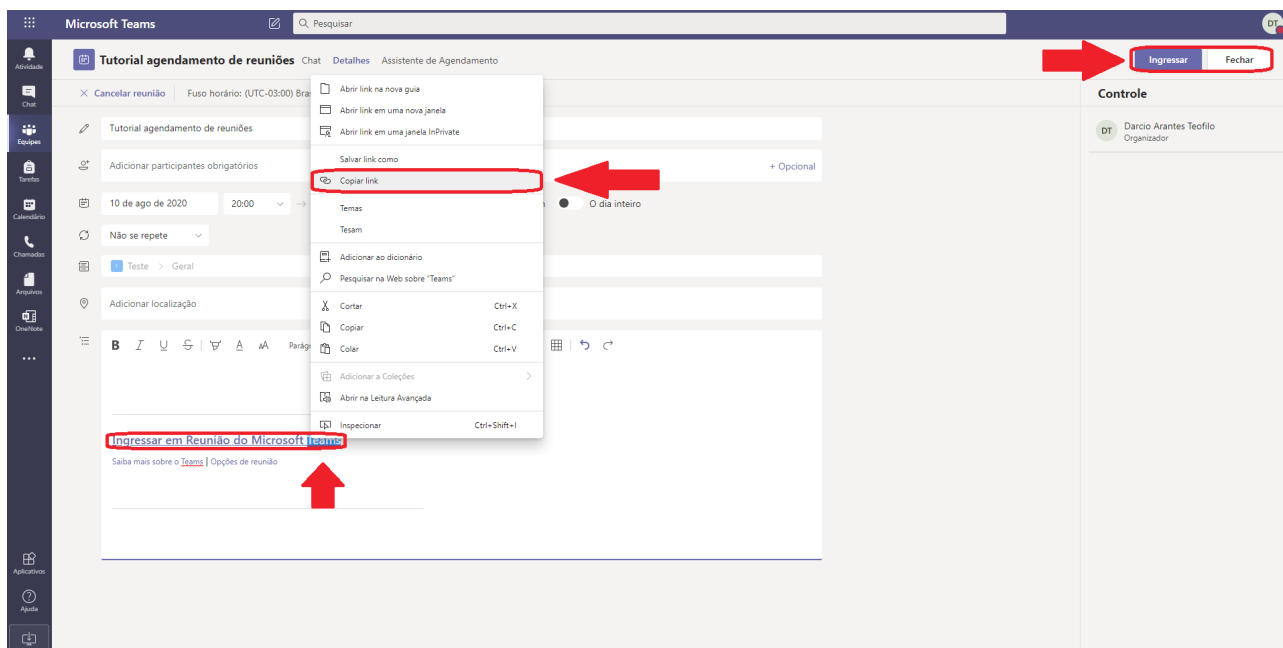 Microsoft Teams
Pesquisar
DT
Atividade
Chat
Equipes
Tarefas
Calendário
Chamadas
Arquivos
OneNote
Aplicativos
Ajuda
Tutorial agendamento de reuniões Chat Detalhes Assistente de Agendamento
Ingressar Fechar
Cancelar reunião Fuso horário: (UTC-03:00)
Tutorial agendamento de reuniões
Adicionar participantes obrigatórios + Opcional
10 de ago de 2020 20:00 O dia inteiro
Não se repete
Teste > Geral
Adicionar localização
B I U S A AA
Ingressar em Reunião do Microsoft Teams
Saiba mais sobre o Teams | Opções de reunião
Abrir link na nova guia
Abrir link em uma nova janela
Abrir link em uma janela InPrivate
Salvar link como
Copiar link
Temas
Tesam
Adicionar ao dicionário
Pesquisar na Web sobre "Teams"
Cortar Ctrl+X
Copiar Ctrl+C
Colar Ctrl+V
Adicionar a Coleções
Abrir na Leitura Avançada
Inspecionar Ctrl+Shift+I
Controle
DT Darcio Arantes Teofilo
Organizador